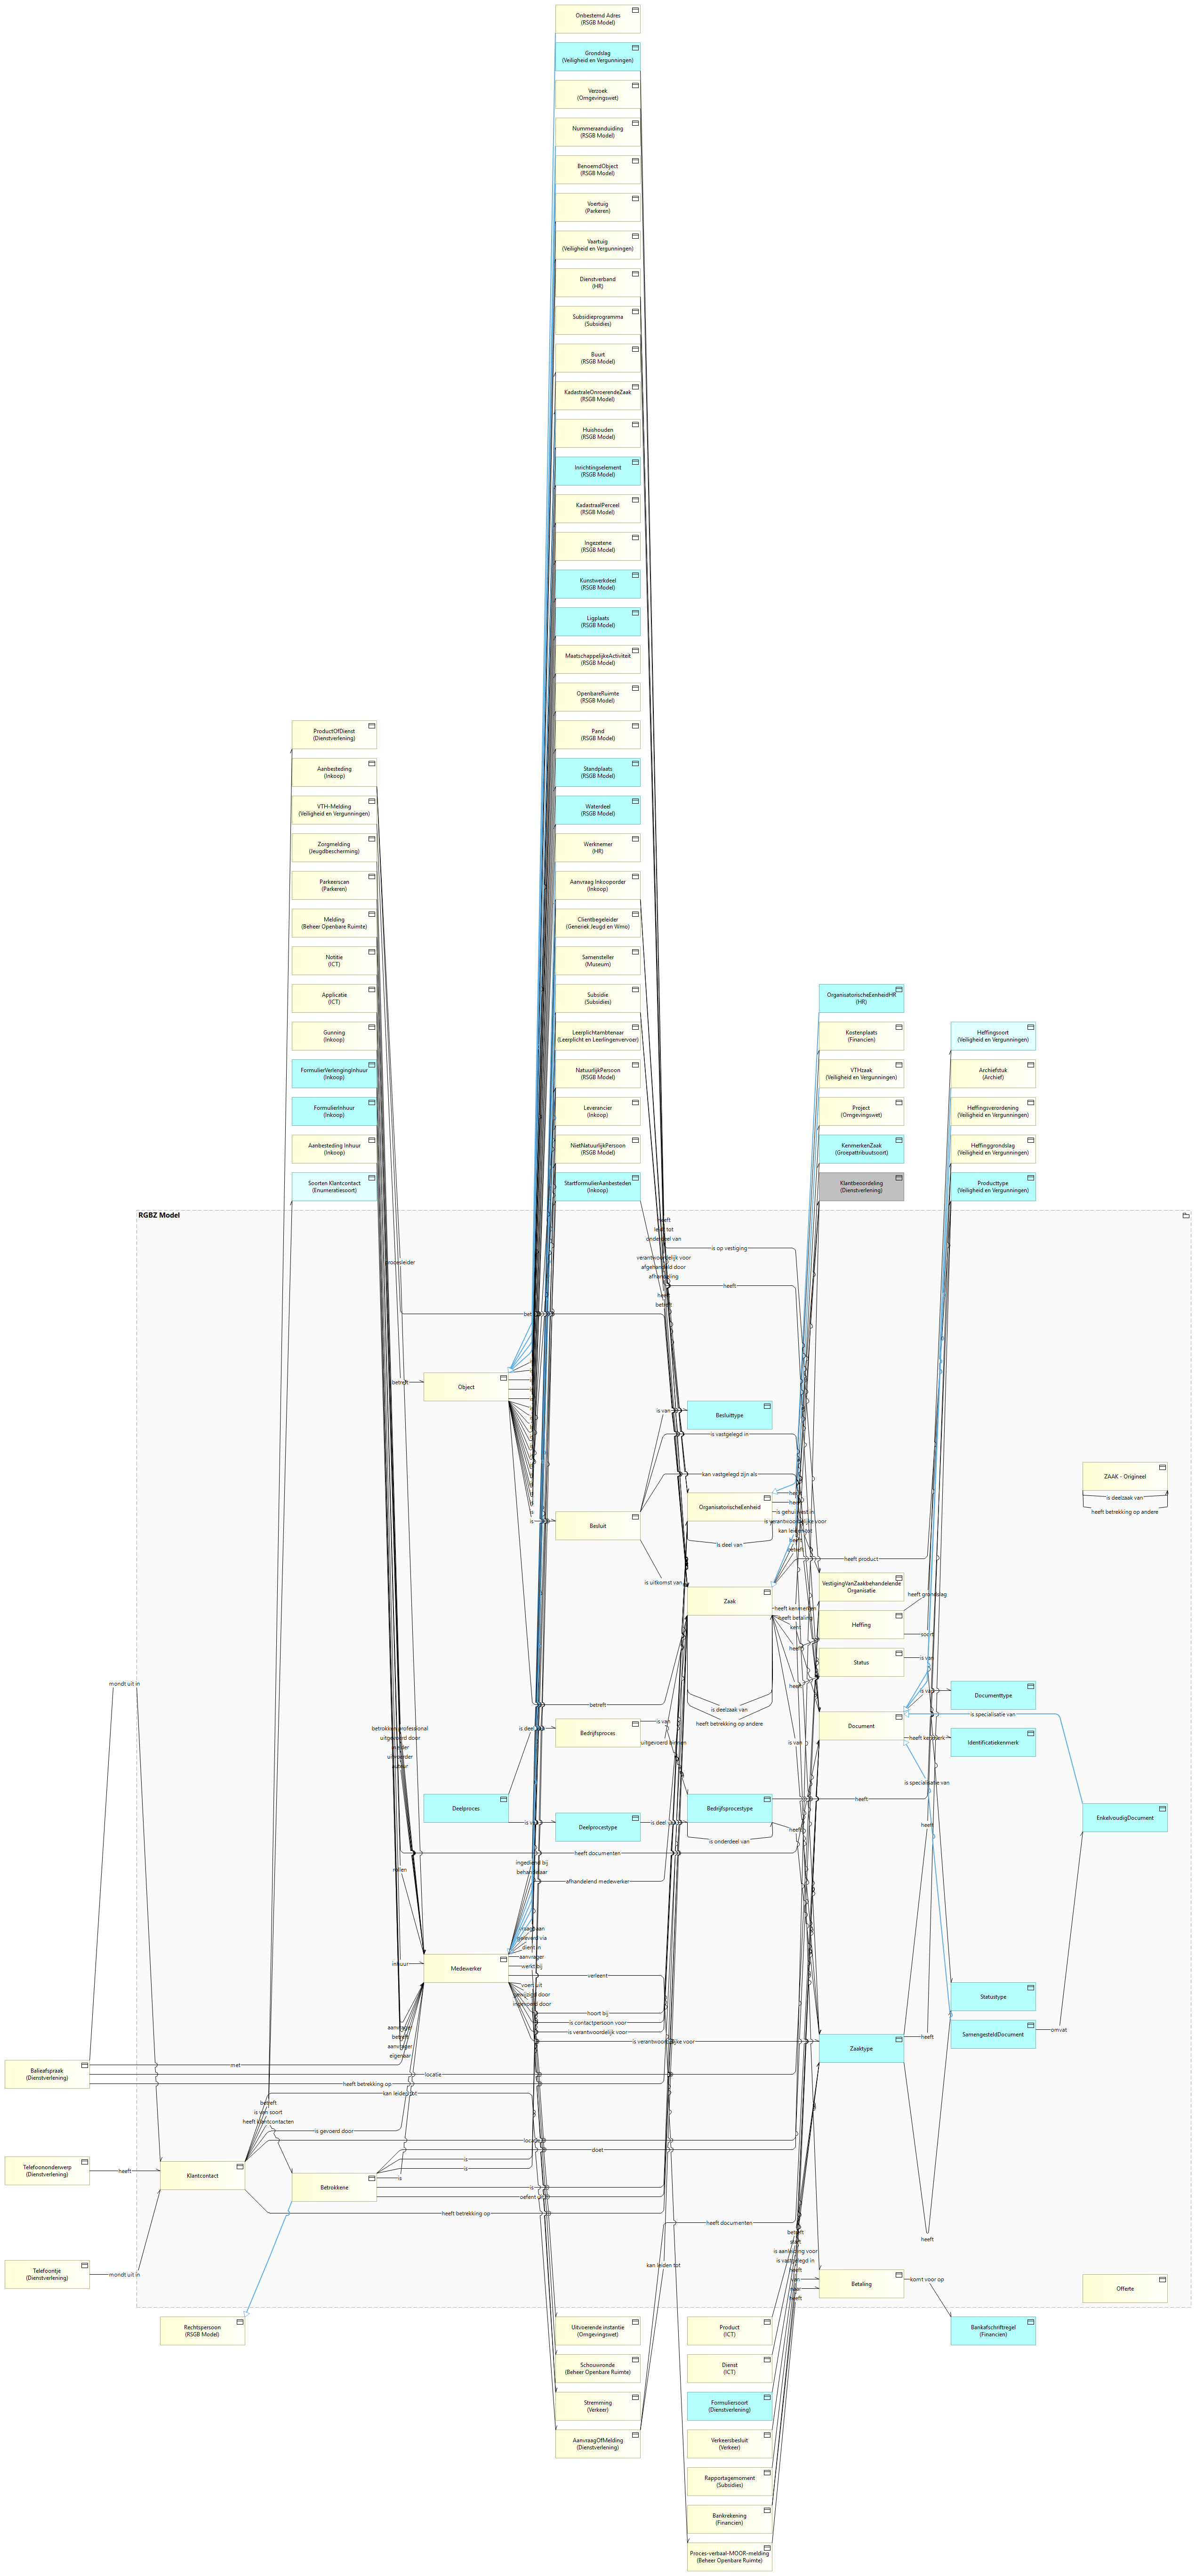 Onbestemd Adres
(RSGB Model)
Grondslag
(Veiligheid en Vergunningen)
Verzoek
(Omgevingswet)
Nummeraanduiding
(RSGB Model)
BenoemdObject
(RSGB Model)
Voertuig
(Parkeren)
Vaartuig
(Veiligheid en Vergunningen)
Dienstverband
(HR)
Subsidieprogramma
(Subsidies)
Buurt
(RSGB Model)
KadastraleOnroerendeZaak
(RSGB Model)
Huishouden
(RSGB Model)
Inrichtingselement
(RSGB Model)
KadastraalPerceel
(RSGB Model)
Ingezetene
(RSGB Model)
Kunstwerkdeel
(RSGB Model)
Ligplaats
(RSGB Model)
MaatschappelijkeActiviteit
(RSGB Model)
OpenbareRuimte
(RSGB Model)
Pand
(RSGB Model)
Standplaats
(RSGB Model)
Waterdeel
(RSGB Model)
Werknemer
(HR)
Aanvraag Inkooporder
(Inkoop)
Clientbegeleider
(Generiek Jeugd en Wmo)
Samensteller
(Museum)
Subsidie
(Subsidies)
Leerplichtambtenaar
(Leerplicht en Leerlingenvervoer)
NatuurlijkPersoon
(RSGB Model)
Leverancier
(Inkoop)
NietNatuurlijkPersoon
(RSGB Model)
StartformulierAanbesteden
(Inkoop)
ProductOfDienst
(Dienstverlening)
Aanbesteding
(Inkoop)
VTH-Melding
(Veiligheid en Vergunningen)
Zorgmelding
(Jeugdbescherming)
Parkeerscan
(Parkeren)
Melding
(Beheer Openbare Ruimte)
Notitie
(ICT)
Applicatie
(ICT)
Gunning
(Inkoop)
FormulierVerlengingInhuur
(Inkoop)
FormulierInhuur
(Inkoop)
Aanbesteding Inhuur
(Inkoop)
Soorten Klantcontact
(Enumeratiesoort)
OrganisatorischeEenheidHR
(HR)
Kostenplaats
(Financien)
VTHzaak
(Veiligheid en Vergunningen)
Project
(Omgevingswet)
KenmerkenZaak
(Groepattribuutsoort)
Klantbeoordeling
(Dienstverlening)
Heffingsoort
(Veiligheid en Vergunningen)
Archiefstuk
(Archief)
Heffingsverordening
(Veiligheid en Vergunningen)
Heffinggrondslag
(Veiligheid en Vergunningen)
Producttype
(Veiligheid en Vergunningen)
RGBZ Model
heeft
leidt tot
onderdeel van
is op vestiging
verantwoordelijk voor
afgehandeld door
afhandeling
heeft
procesleider
betreft
Object
Besluittype
is van
is vastgelegd in
kan vastgelegd zijn als
OrganisatorischeEenheid
is gehuisvest in
is verantwoordelijke voor
kan leiden tot
heeft
betreft
Is deel van
Besluit
is
is uitkomst van
heeft product
ZAAK - Origineel
is deelzaak van
heeft betrekking op andere
VestigingVanZaakbehandelende
Organisatie
heeft grondslag
Zaak
heeft kenmerken
heeft betaling
kent
Heffing
soort
Status
is van
heeft
is deelzaak van
heeft betrekking op andere
betreft
mondt uit in
Documenttype
is van
Document
is specialisatie van
heeft kenmerk
Identificatiekenmerk
Bedrijfsproces
is van
uitgevoerd binnen
is deel van
betrokken professional
uitgevoerd door
melder
uitvoerder
auteur
is van
is specialisatie van
Deelproces
Deelprocestype
Bedrijfsprocestype
is onderdeel van
heeft
heeft
EnkelvoudigDocument
heeft
heeft documenten
ingediend bij
behandelaar
afhandelend medewerker
rollen
dient in
aanvrager
werkt bij
inhuur
Medewerker
verleent
voert uit
gewijzigd door
ingevoerd door
hoort bij
is contactpersoon voor
is verantwoordelijk voor
is verantwoordelijke voor
Statustype
SamengesteldDocument
omvat
Zaaktype
heeft
aanvrager
betreft
aanvrager
eigenaar
Balieafspraak
(Dienstverlening)
met
locatie
heeft betrekking op
kan leiden tot
betreft
is van soort
heeft klantcontacten
is gevoerd door
locatie
doet
is
is
is
is
Telefoononderwerp
(Dienstverlening)
heeft
Klantcontact
Betrokkene
oefent uit
heeft betrekking op
heeft documenten
betreft
start
is aanleiding voor
is vastgelegd in
heeft
van
naar
heeft
heeft
kan leiden tot
Telefoontje
(Dienstverlening)
mondt uit in
Betaling
komt voor op
Offerte
Rechtspersoon
(RSGB Model)
Uitvoerende instantie
(Omgevingswet)
Product
(ICT)
Bankafschriftregel
(Financien)
Schouwronde
(Beheer Openbare Ruimte)
Dienst
(ICT)
Stremming
(Verkeer)
Formuliersoort
(Dienstverlening)
AanvraagOfMelding
(Dienstverlening)
Verkeersbesluit
(Verkeer)
Rapportagemoment
(Subsidies)
Bankrekening
(Financien)
Proces-verbaal-MOOR-melding
(Beheer Openbare Ruimte)